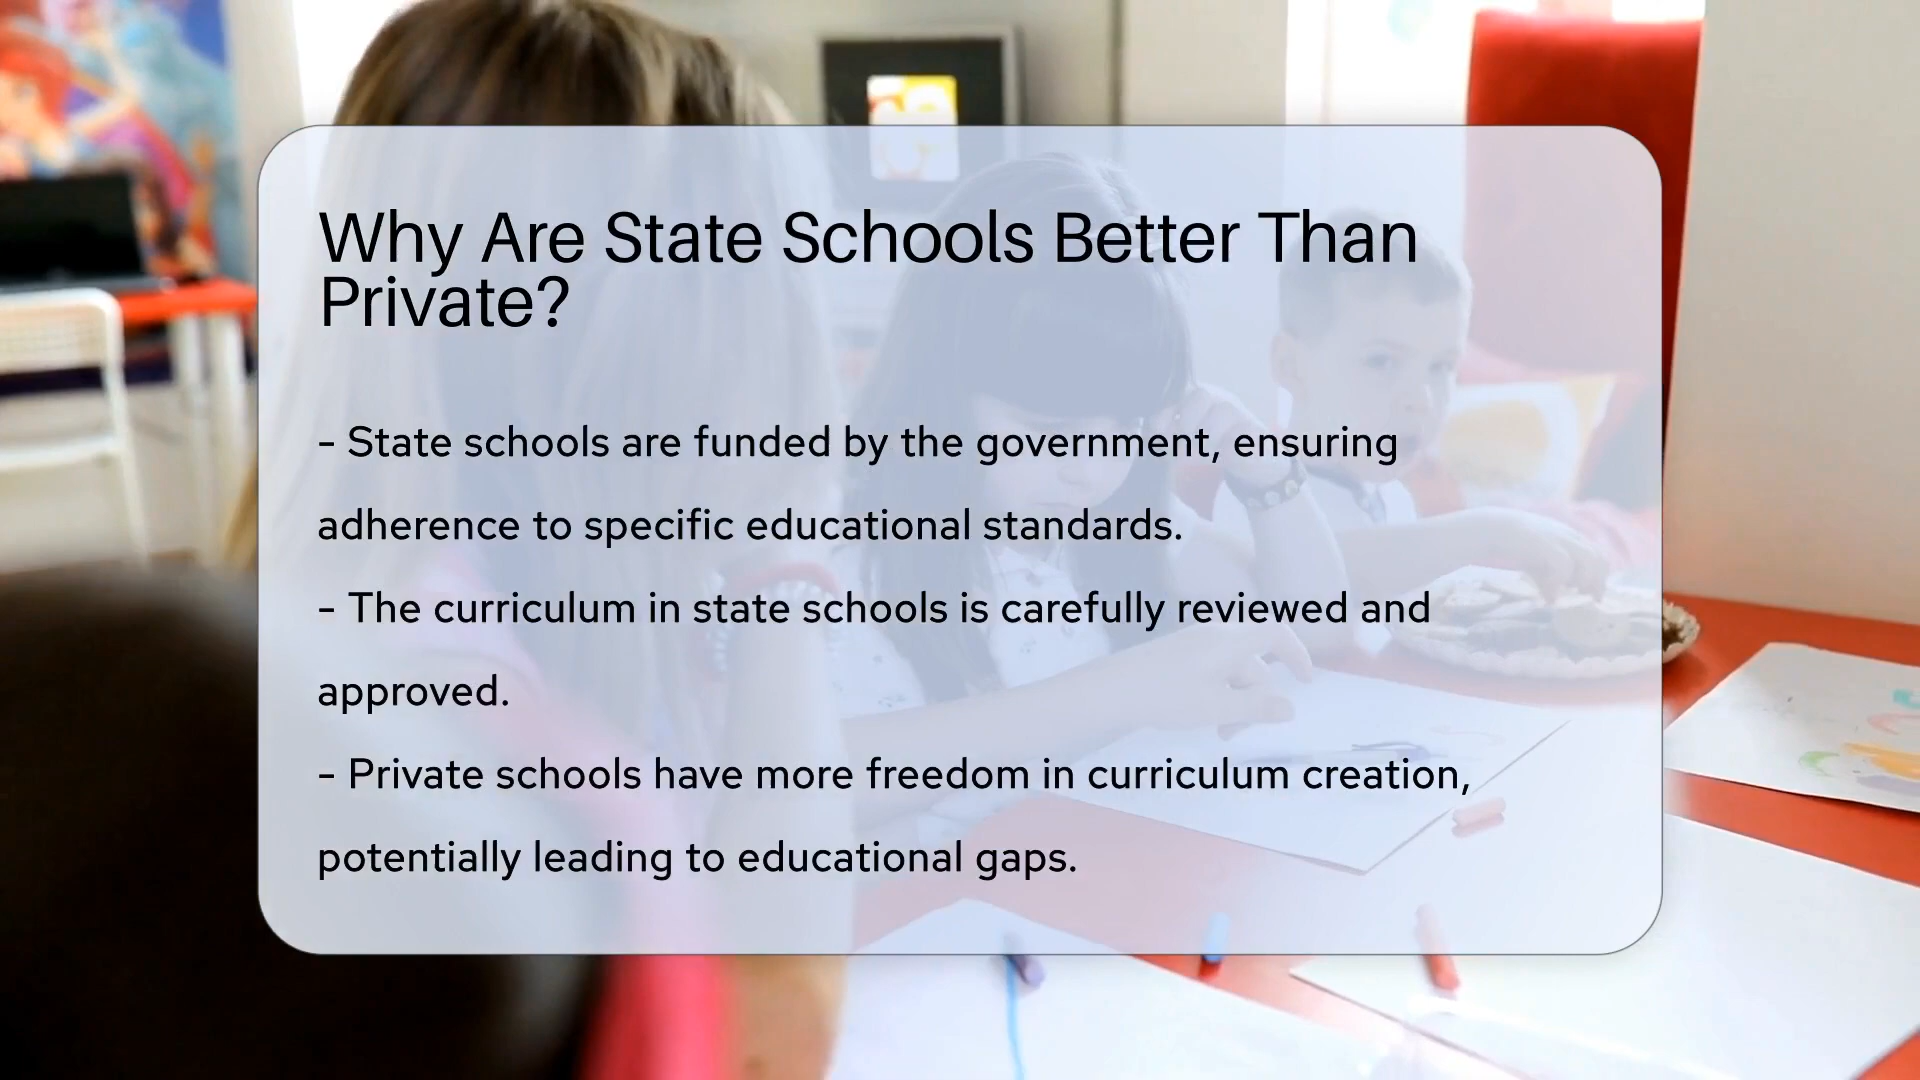 Why Are State Schools Better Than
Private?
- State schools are funded by the government, ensuring
adherence to specific educational standards.
- The curriculum in state schools is carefully reviewed and
approved.
- Private schools have more freedom in curriculum creation,
potentially leading to educational gaps.